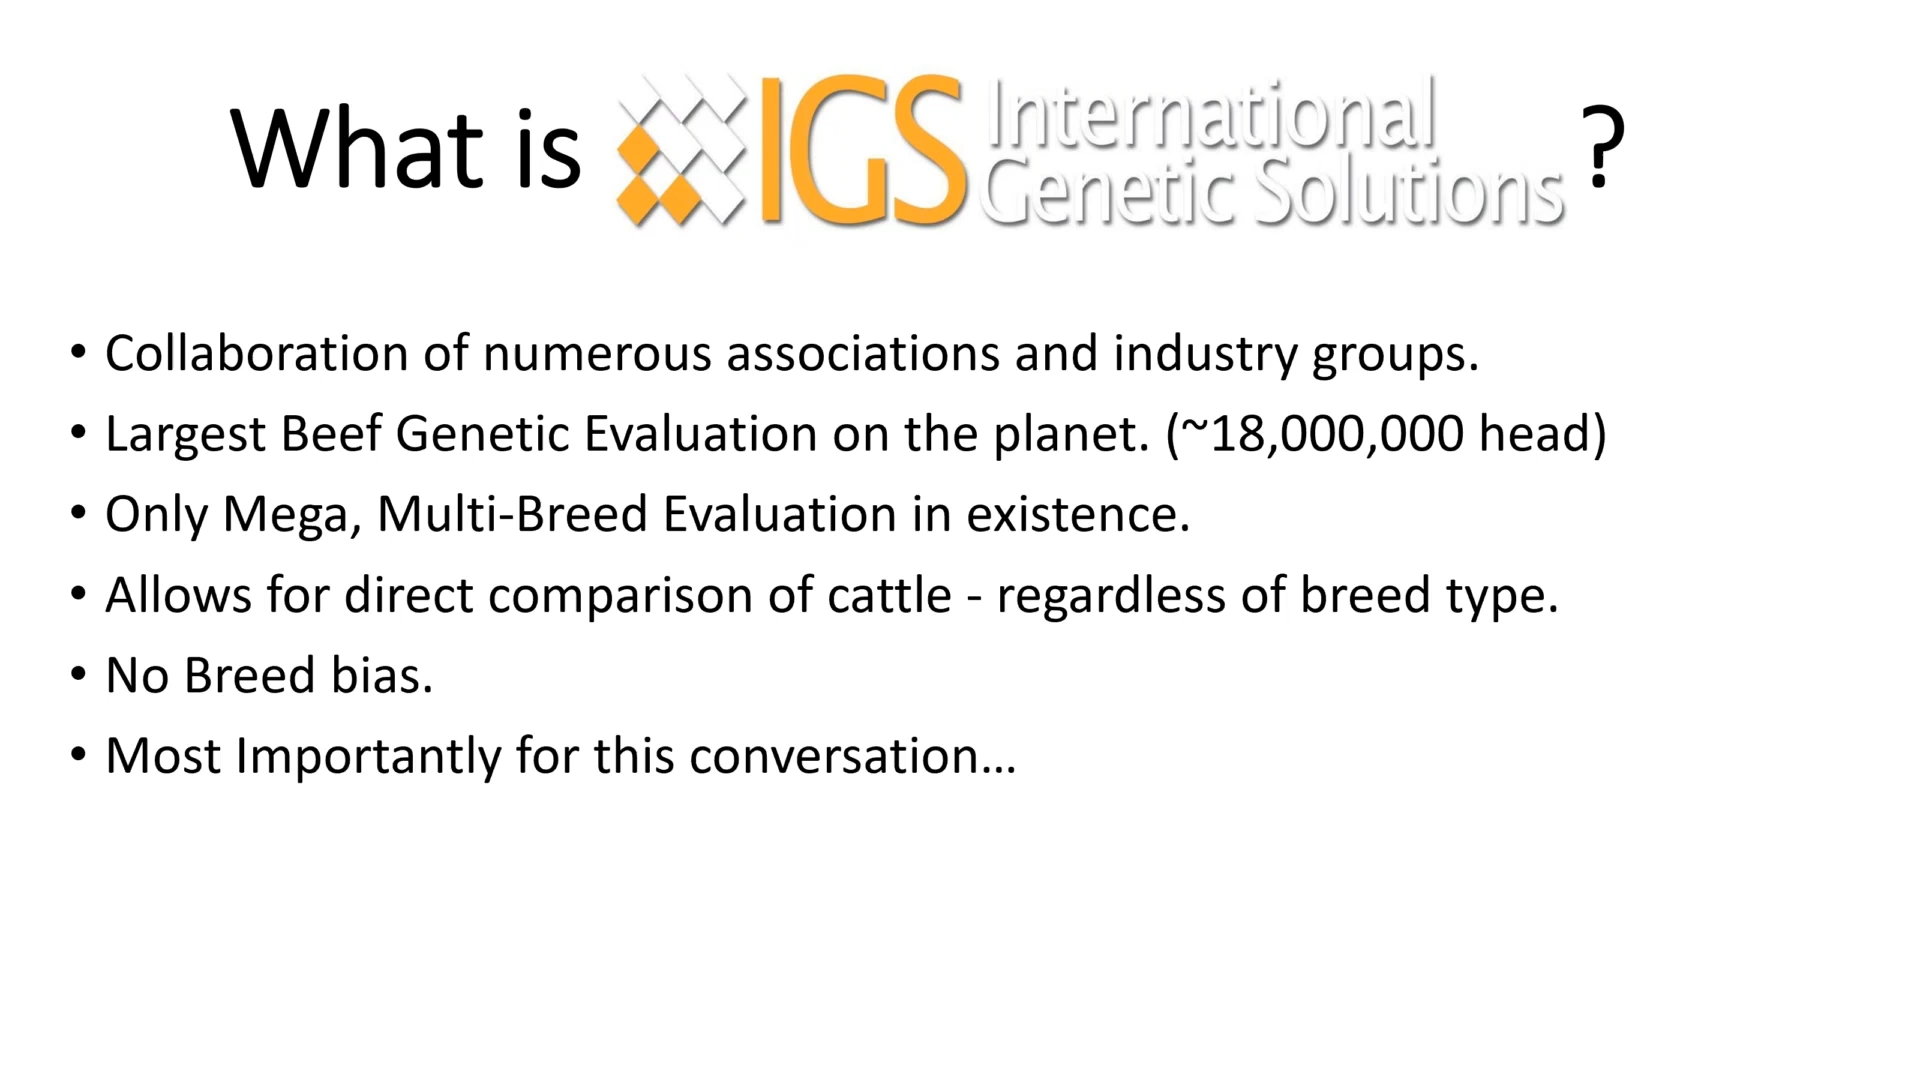 What is IGS International Genetic Solutions ?
• Collaboration of numerous associations and industry groups.
• Largest Beef Genetic Evaluation on the planet. (~18,000,000 head)
• Only Mega, Multi-Breed Evaluation in existence.
• Allows for direct comparison of cattle - regardless of breed type.
• No Breed bias.
• Most Importantly for this conversation…